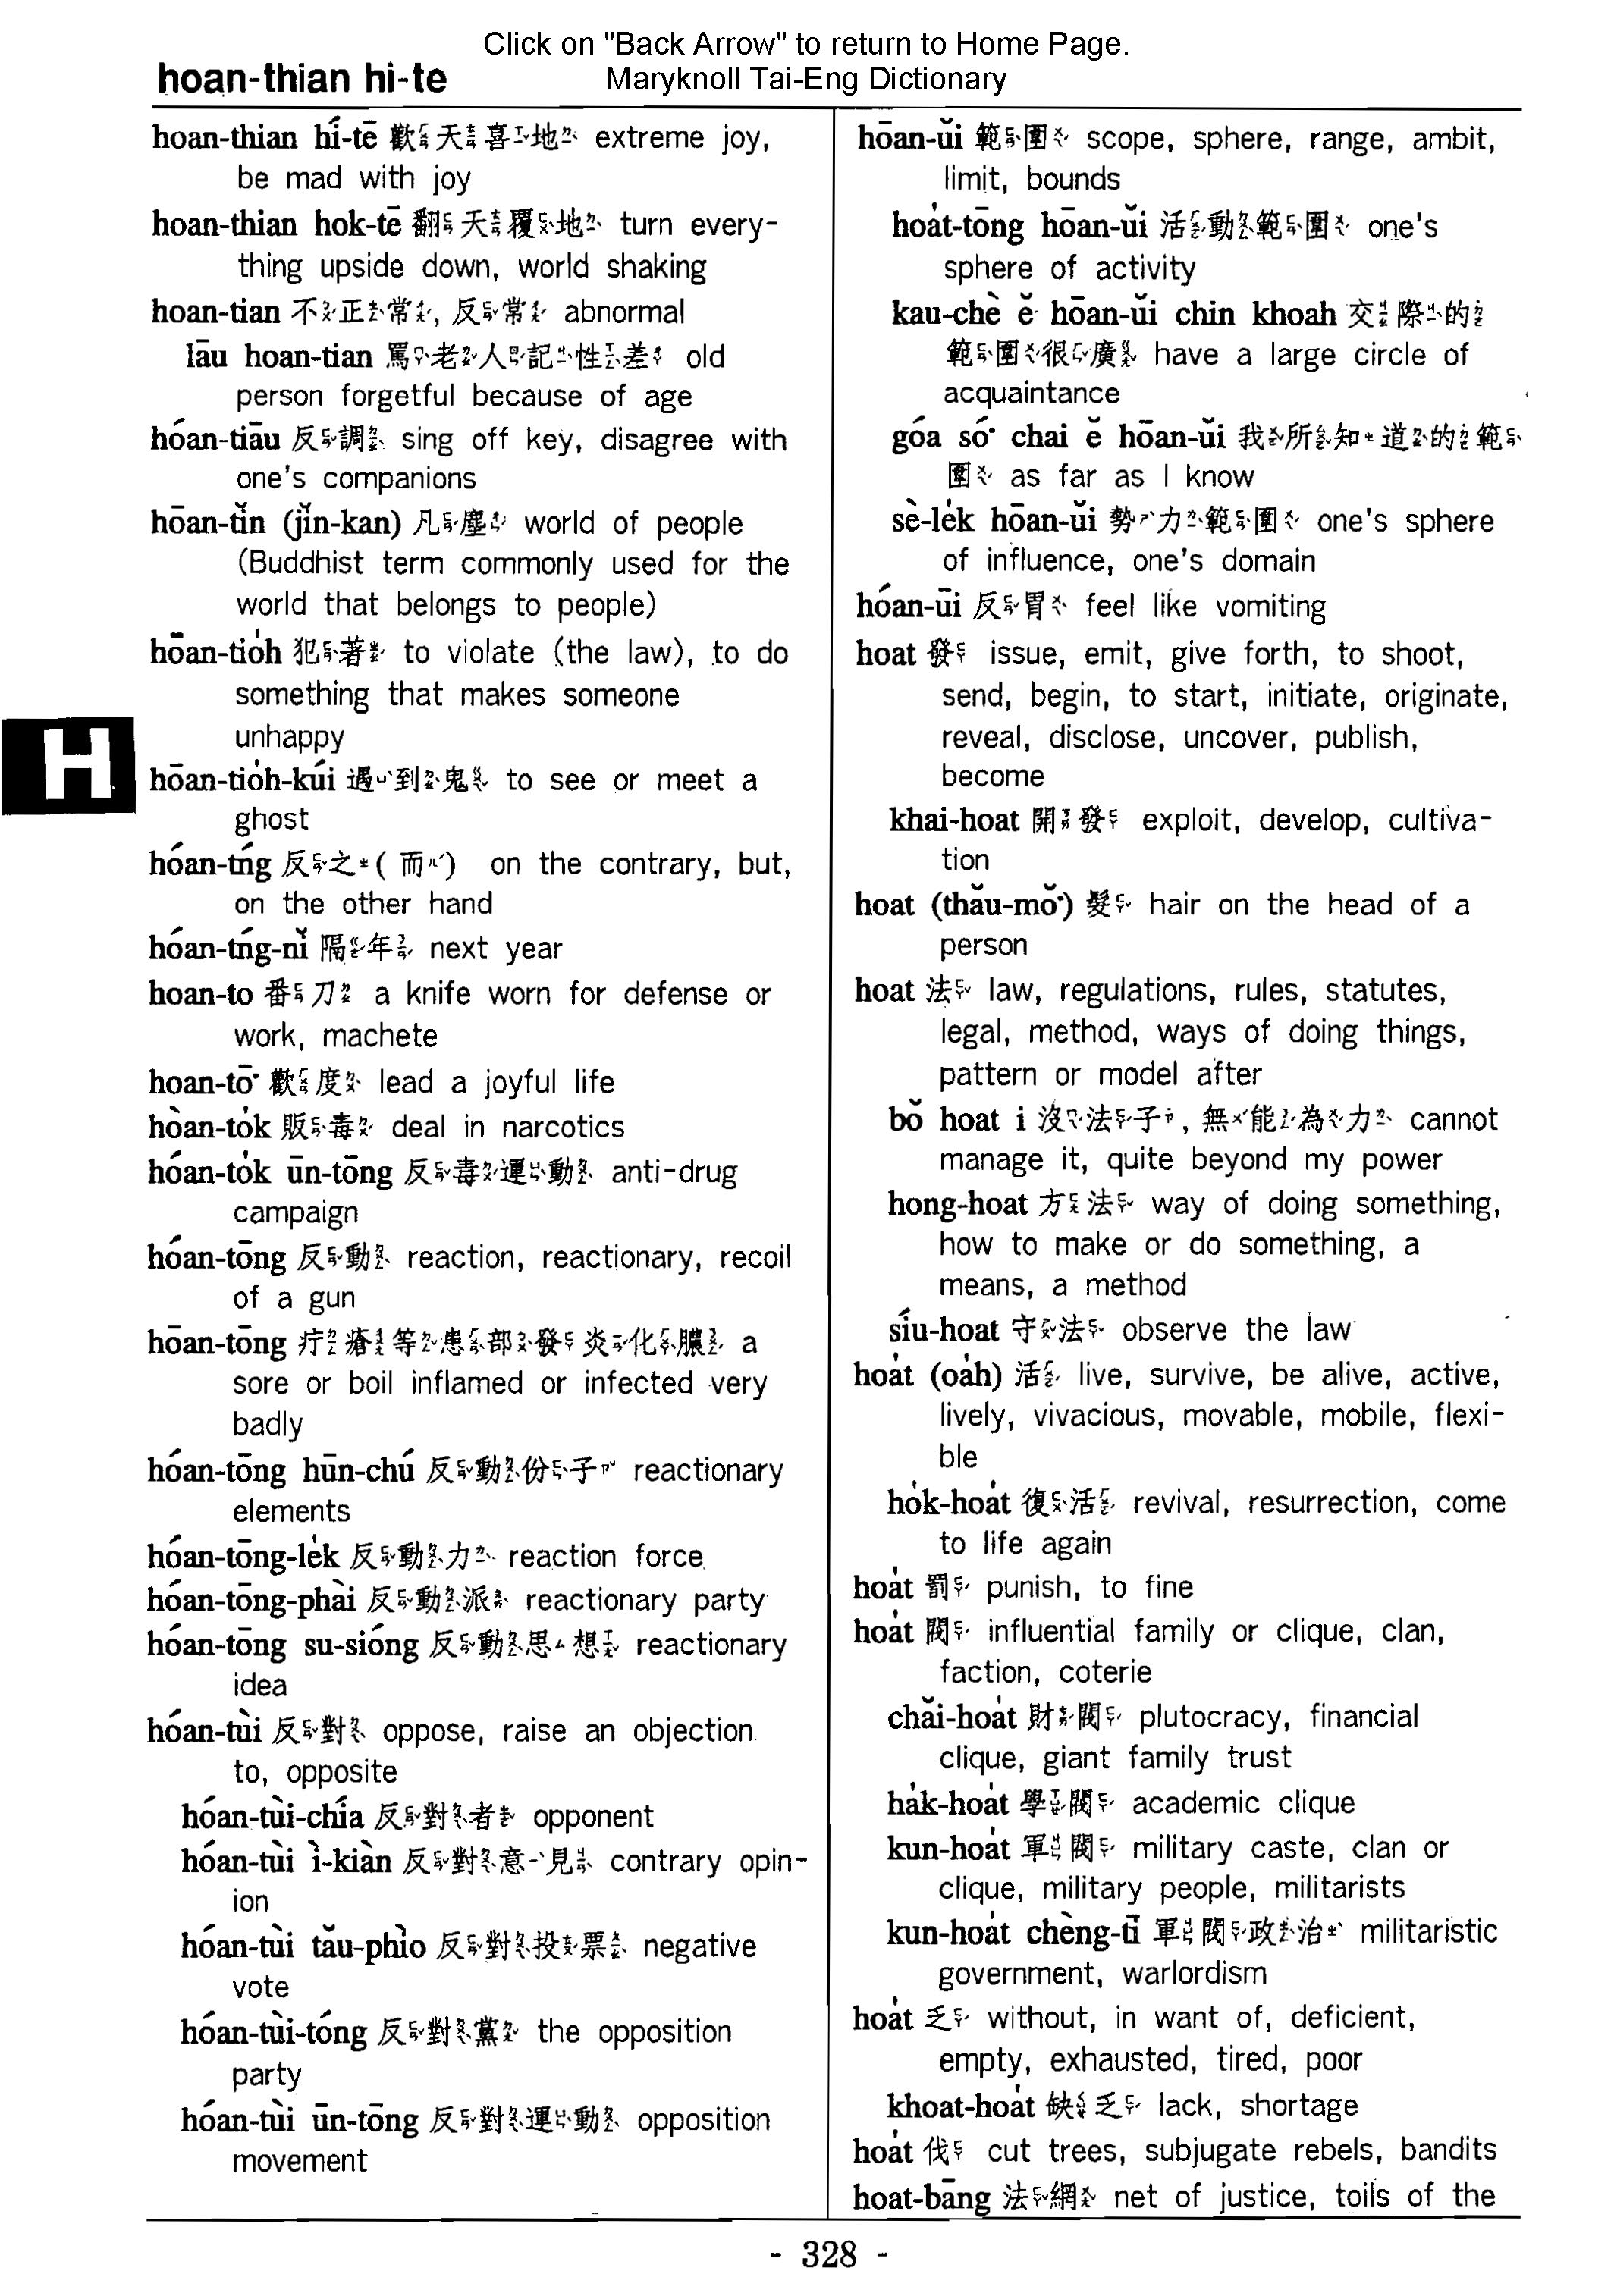 Click on "Back Arrow" to return to Home Page.
Maryknoll Tai-Eng Dictionary
hoan-thian hi-te
hoan-thian hí-tē 歡天喜地 extreme joy,
be mad with joy
hoan-thian hok-tē 翻天覆地 turn every-
thing upside down, world shaking
hoan-tian 不正常, 反常 abnormal
lāu hoan-tian 罵老人記性差 old
person forgetful because of age
hóan-tiāu 反調 sing off key, disagree with
one's companions
hōan-tǐn (jǐn-kan) 凡塵 world of people
(Buddhist term commonly used for the
world that belongs to people)
hōan-tio̍h 犯著 to violate (the law), to do
something that makes someone
unhappy
H
hōan-tio̍h-kúi 遇到鬼 to see or meet a
ghost
hóan-tńg 反之(而) on the contrary, but,
on the other hand
hóan-tńg-nǐ 隔年 next year
hoan-to 番刀 a knife worn for defense or
work, machete
hoan-tō͘ 歡度 lead a joyful life
hòan-to̍k 販毒 deal in narcotics
hóan-to̍k ūn-tōng 反毒運動 anti-drug
campaign
hóan-tōng 反動 reaction, reactionary, recoil
of a gun
hōan-tōng 疔瘡等患部發炎化膿 a
sore or boil inflamed or infected very
badly
hóan-tōng hūn-chú 反動份子 reactionary
elements
hóan-tōng-le̍k 反動力 reaction force
hóan-tōng-phài 反動派 reactionary party
hóan-tōng su-sióng 反動思想 reactionary
idea
hóan-tùi 反對 oppose, raise an objection
to, opposite
hóan-tùi-chía 反對者 opponent
hóan-tùi ì-kiàn 反對意見 contrary opin-
ion
hóan-tùi tǎu-phìo 反對投票 negative
vote
hóan-tùi-tóng 反對黨 the opposition
party
hóan-tùi ūn-tōng 反對運動 opposition
movement
hōan-ǔi 範圍 scope, sphere, range, ambit,
limit, bounds
hoa̍t-tōng hōan-ǔi 活動範圍 one's
sphere of activity
kau-chè ě hōan-ǔi chin khoah 交際的
範圍很廣 have a large circle of
acquaintance
góa só͘ chai ě hōan-ǔi 我所知道的範
圍 as far as I know
sè-le̍k hōan-ǔi 勢力範圍 one's sphere
of influence, one's domain
hóan-ūi 反胃 feel like vomiting
hoat 發 issue, emit, give forth, to shoot,
send, begin, to start, initiate, originate,
reveal, disclose, uncover, publish,
become
khai-hoat 開發 exploit, develop, cultiva-
tion
hoat (thǎu-mǒ͘) 髮 hair on the head of a
person
hoat 法 law, regulations, rules, statutes,
legal, method, ways of doing things,
pattern or model after
bǒ hoat i 沒法子, 無能為力 cannot
manage it, quite beyond my power
hong-hoat 方法 way of doing something,
how to make or do something, a
means, a method
síu-hoat 守法 observe the law
hoa̍t (oa̍h) 活 live, survive, be alive, active,
lively, vivacious, movable, mobile, flexi-
ble
ho̍k-hoa̍t 復活 revival, resurrection, come
to life again
hoa̍t 罰 punish, to fine
hoa̍t 閥 influential family or clique, clan,
faction, coterie
chǎi-hoa̍t 財閥 plutocracy, financial
clique, giant family trust
ha̍k-hoa̍t 學閥 academic clique
kun-hoa̍t 軍閥 military caste, clan or
clique, military people, militarists
kun-hoa̍t chèng-tī 軍閥政治 militaristic
government, warlordism
hoa̍t 乏 without, in want of, deficient,
empty, exhausted, tired, poor
khoat-hoa̍t 缺乏 lack, shortage
hoa̍t 伐 cut trees, subjugate rebels, bandits
hoat-bāng 法網 net of justice, toils of the
- 328 -